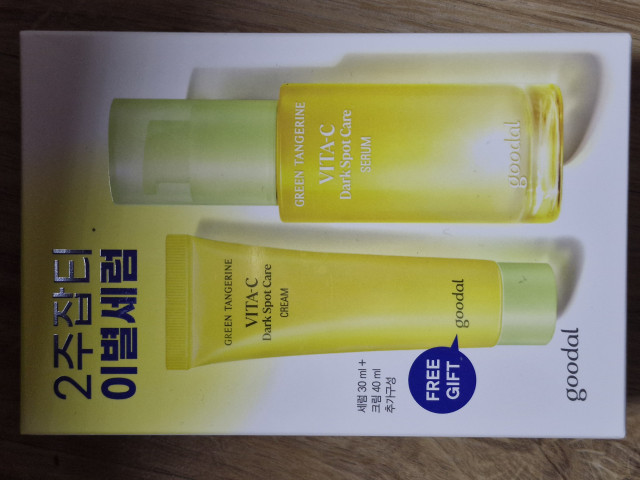 2주잡티
이별세럼
GREEN TANGERINE
VITA-C
Dark Spot Care
SERUM
goodal
GREEN TANGERINE
VITA-C
Dark Spot Care
CREAM
goodal
FREE
GIFT
세럼 30 ml +
크림 40 ml
추가구성
goodal